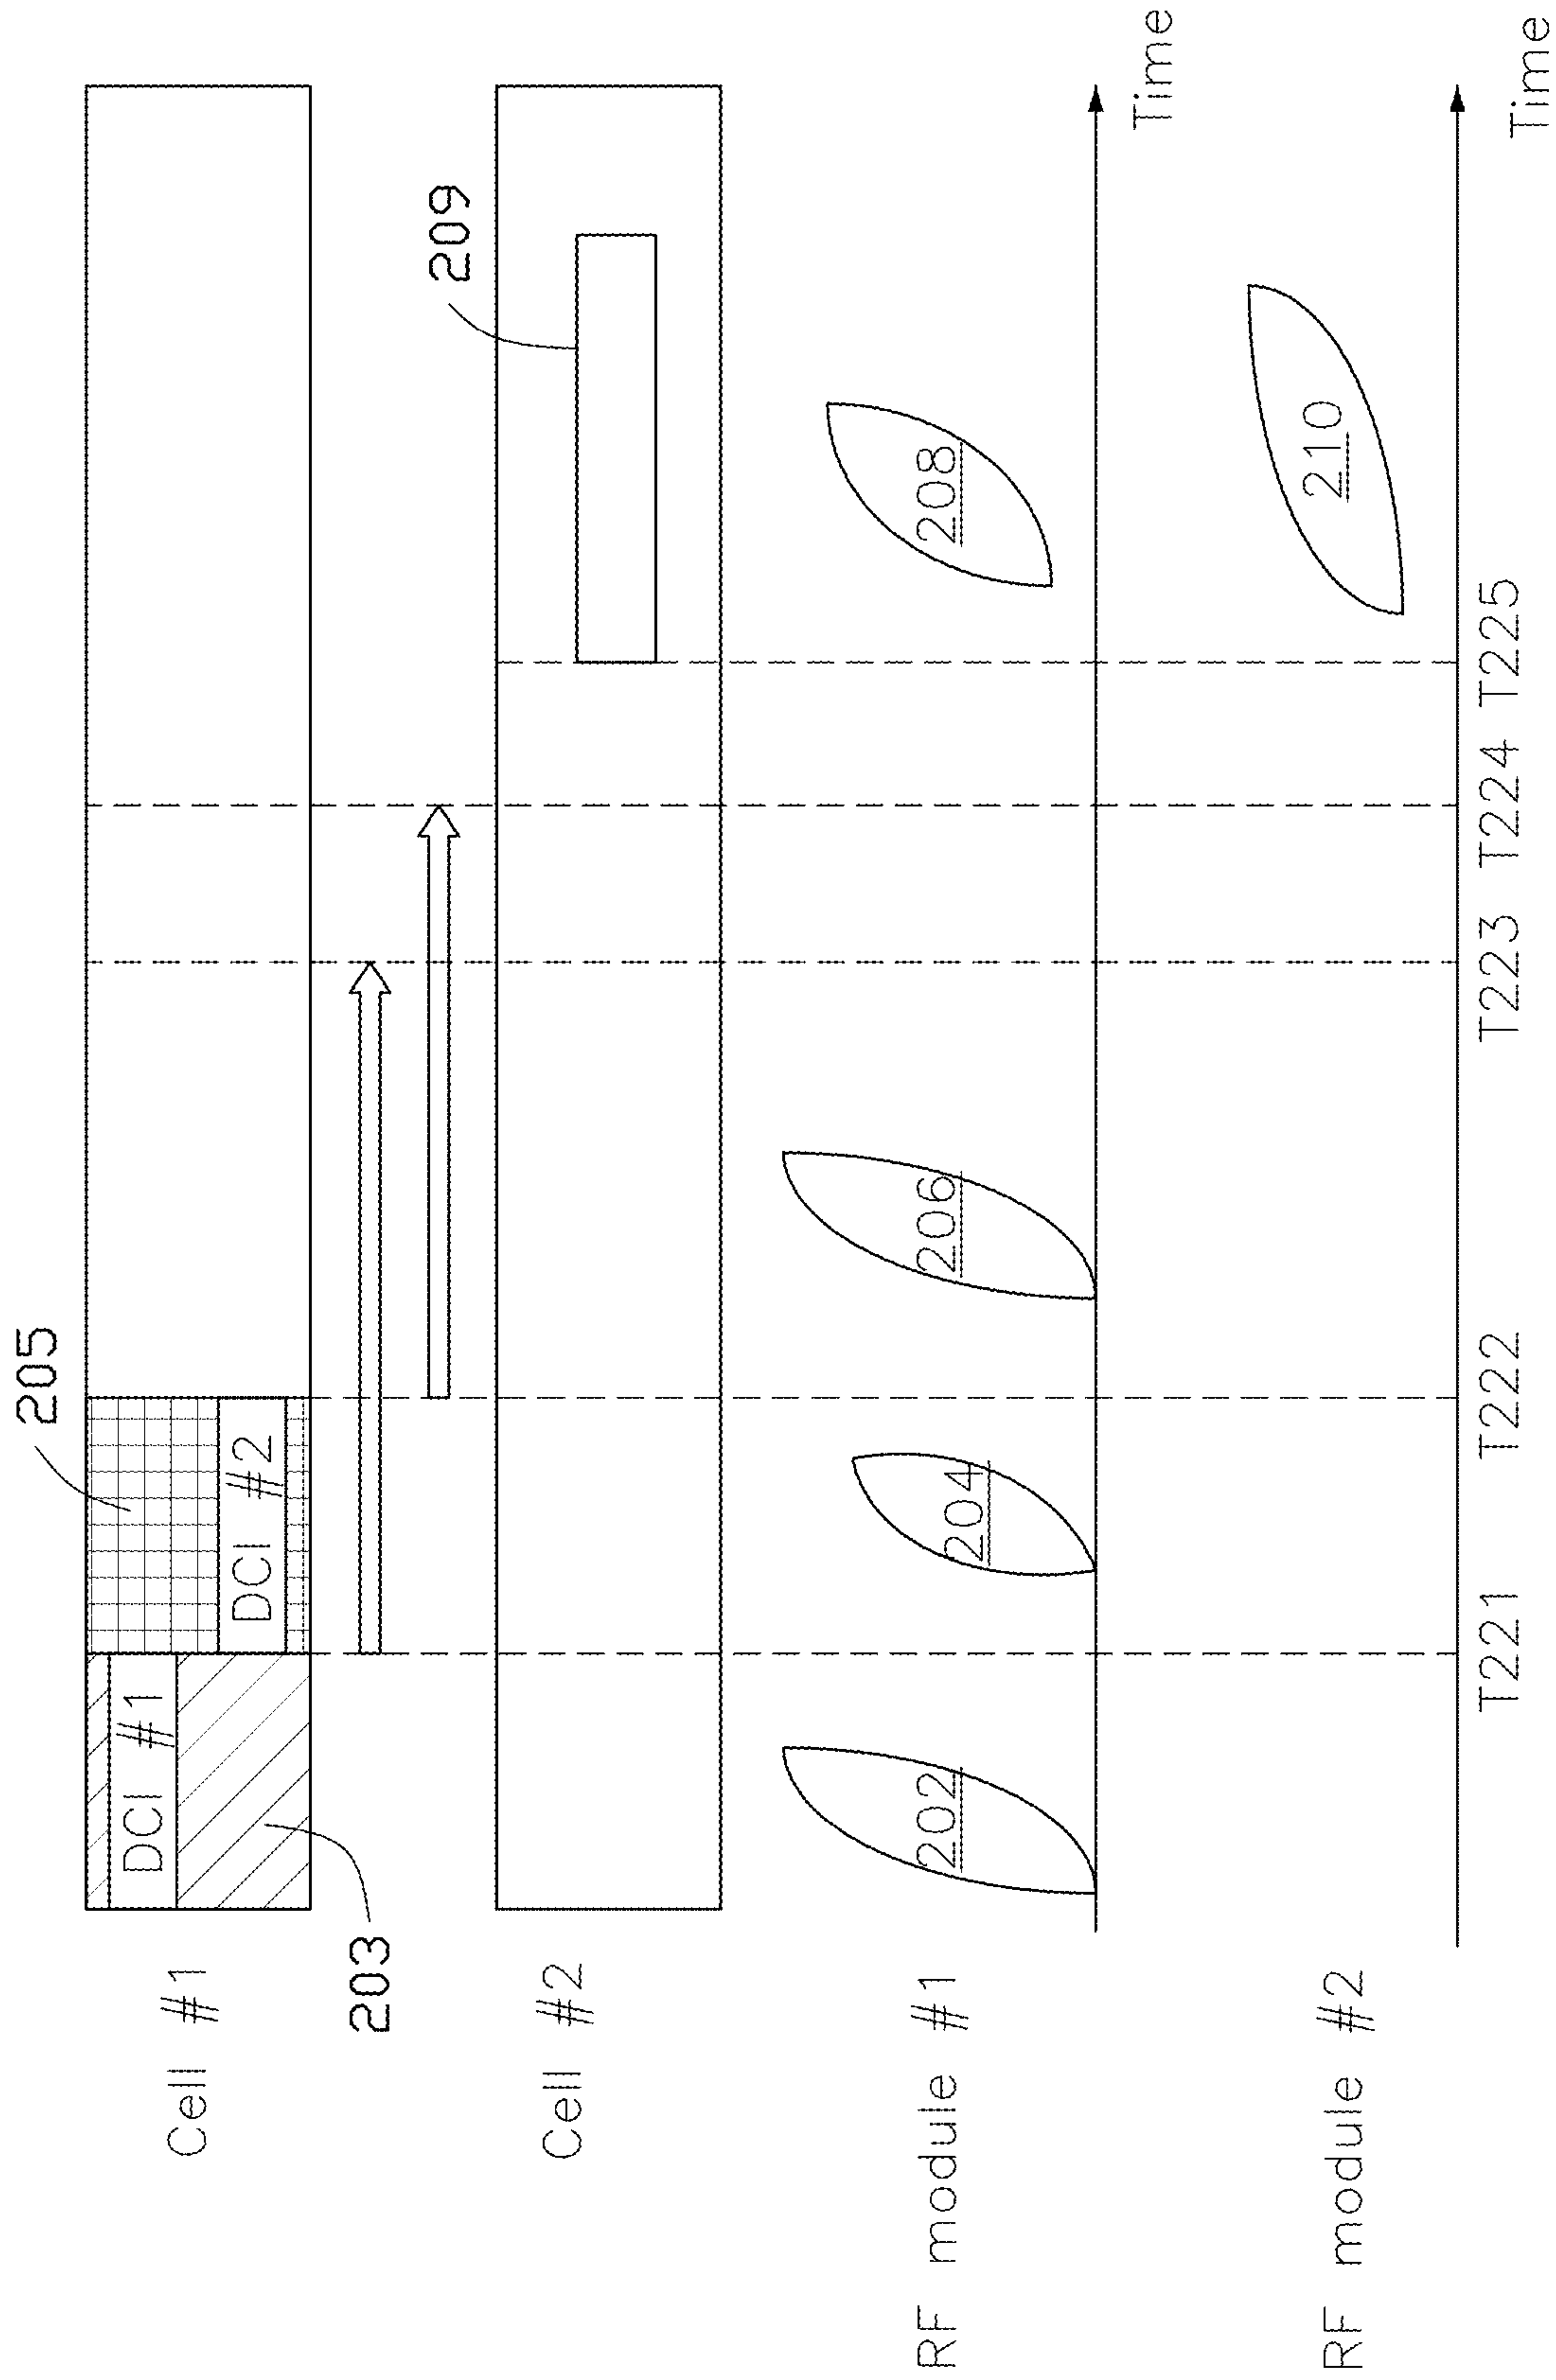 205
Cell #1
DCI #1
DCI #2
203
209
Cell #2
RF module #1
202
204
206
208
Time
RF module #2
210
T221
T222
T223
T224
T225
Time